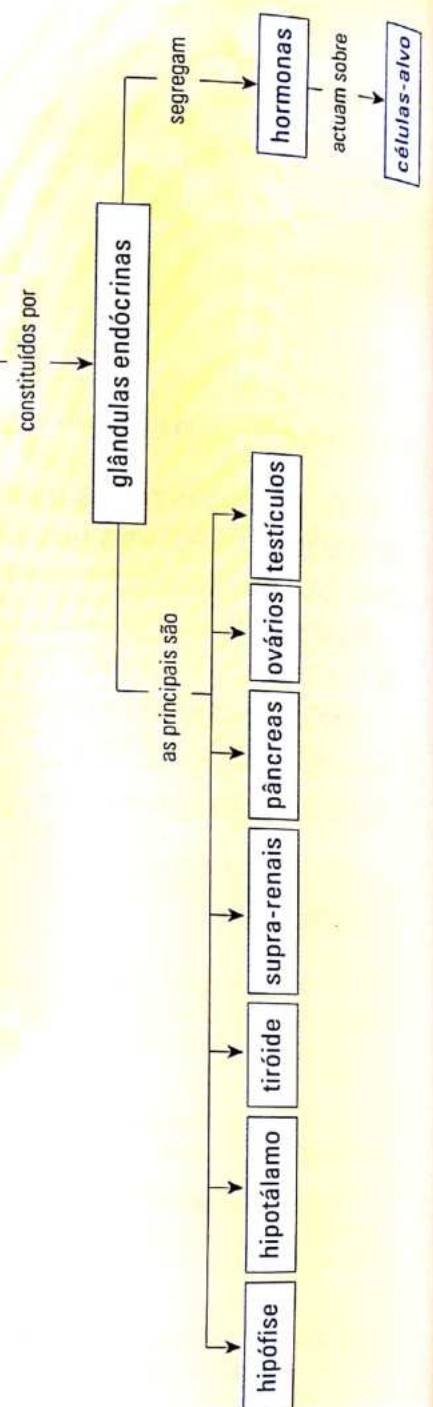 constituídos por
glândulas endócrinas
as principais são
segregam
hipófise
hipotálamo
tiróide
supra-renais
pâncreas
ovários
testículos
hormonas
actuam sobre
células-alvo